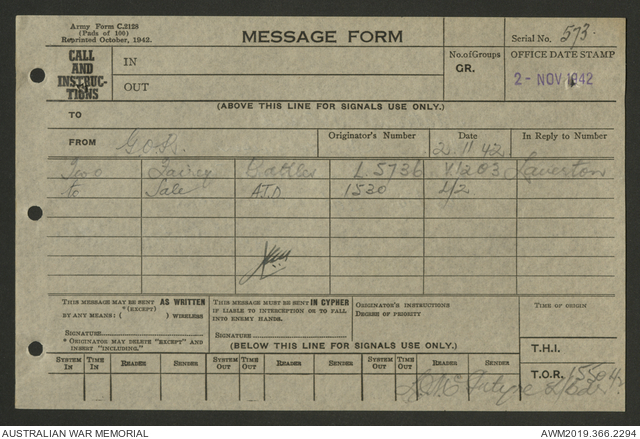 Army Form C.2128
(Pads of 100)
Reprinted October, 1942.
MESSAGE FORM
Serial No. 573.
CALL AND INSTRUCTIONS
IN
OUT
No. of Groups
GR.
OFFICE DATE STAMP
2- NOV 1942
(ABOVE THIS LINE FOR SIGNALS USE ONLY.)
TO
FROM
Originator's Number
Date
2.11.42
In Reply to Number
Two Fairey Battles L.5736 V1203 Laverton
to Sale A.T.D 1530 4/2
THIS MESSAGE MAY BE SENT AS WRITTEN
*(EXCEPT)
BY ANY MEANS: ( ) WIRELESS
SIGNATURE
* ORIGINATOR MAY DELETE "EXCEPT" AND INSERT "INCLUDING."
THIS MESSAGE MUST BE SENT IN CYPHER
IF LIABLE TO INTERCEPTION OR TO FALL INTO ENEMY HANDS.
SIGNATURE
ORIGINATOR'S INSTRUCTIONS
DEGREE OF PRIORITY
TIME OF ORIGIN
(BELOW THIS LINE FOR SIGNALS USE ONLY.)
T.H.I.
SYSTEM IN TIME IN READER SENDER SYSTEM OUT TIME OUT READER SENDER SYSTEM OUT TIME OUT READER SENDER
T.O.R. 1550
AUSTRALIAN WAR MEMORIAL
AWM2019.366.2294